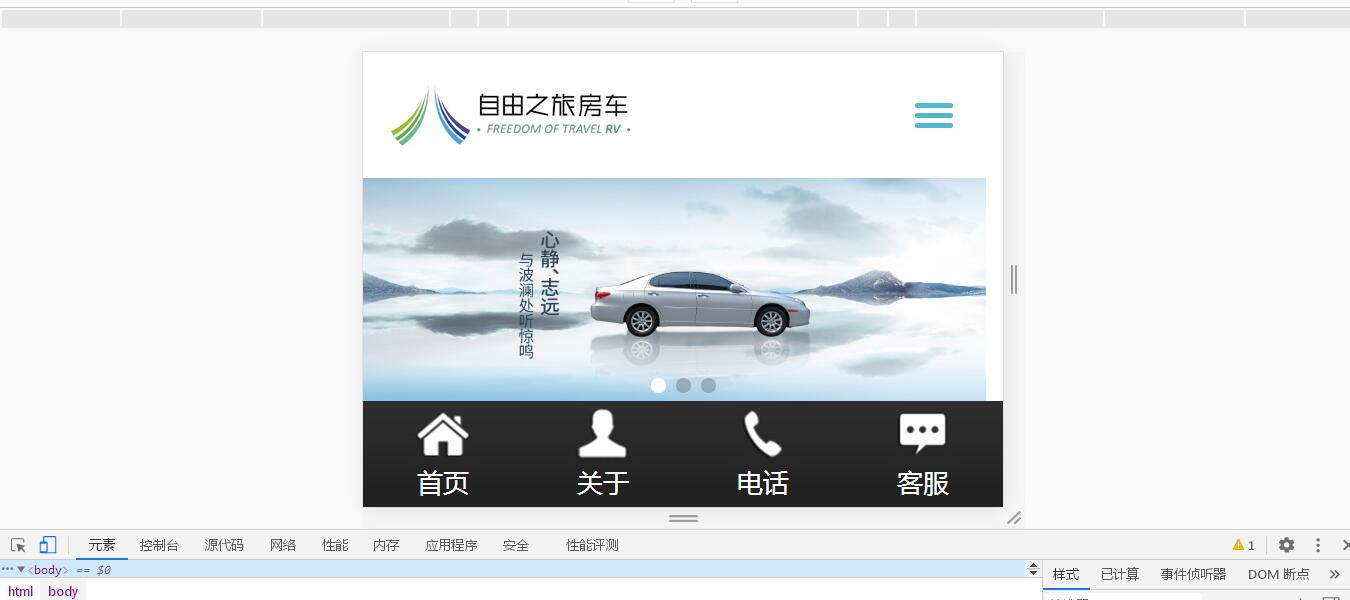 自由之旅房车
• FREEDOM OF TRAVEL RV •
心静、志远
与波澜处听惊鸣
首页 关于 电话 客服
元素 控制台 源代码 网络 性能 内存 应用程序 安全 性能评测 1
··· ▼<body> == $0
html body
样式 已计算 事件侦听器 DOM 断点 »